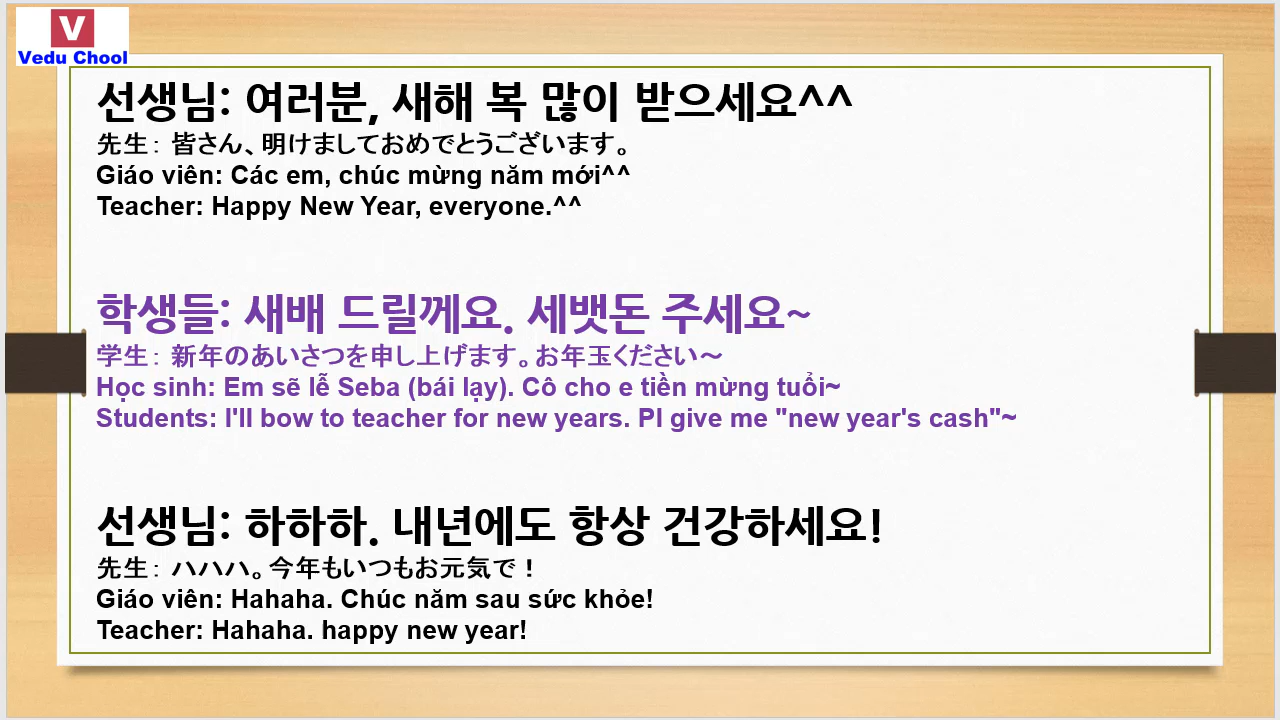 V
Vedu Chool
선생님: 여러분, 새해 복 많이 받으세요^^
先生： 皆さん、明けましておめでとうございます。
Giáo viên: Các em, chúc mừng năm mới^^
Teacher: Happy New Year, everyone.^^
학생들: 새배 드릴께요. 세뱃돈 주세요~
学生： 新年のあいさつを申し上げます。お年玉ください～
Học sinh: Em sẽ lễ Seba (bái lạy). Cô cho e tiền mừng tuổi~
Students: I'll bow to teacher for new years. Pl give me "new year's cash"~
선생님: 하하하. 내년에도 항상 건강하세요!
先生： ハハハ。今年もいつもお元気で！
Giáo viên: Hahaha. Chúc năm sau sức khỏe!
Teacher: Hahaha. happy new year!